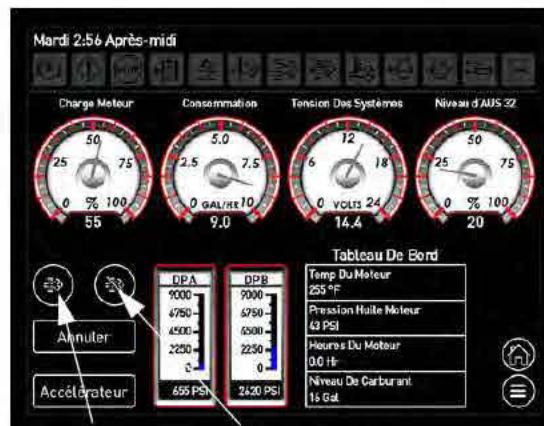 Mardi 2:56 Après-midi
Charge Moteur Consommation Tension Des Systèmes Niveau d'AUS 32
50 5.0 12 50
25 75 2.5 7.5 6 18 25 75
0 % 100 0 GAL/HR 10 0 VOLTS 24 0 % 100
55 9.0 14.4 20
Tableau De Bord
Temp Du Moteur
255 °F
Pression Huile Moteur
43 PSI
Heures Du Moteur
0.0 Hr
Niveau De Carburant
16 Gal
DPA DPB
9000 9000
6750 6750
4500 4500
2250 2250
0 0
655 PSI 2620 PSI
Annuler
Accélérateur